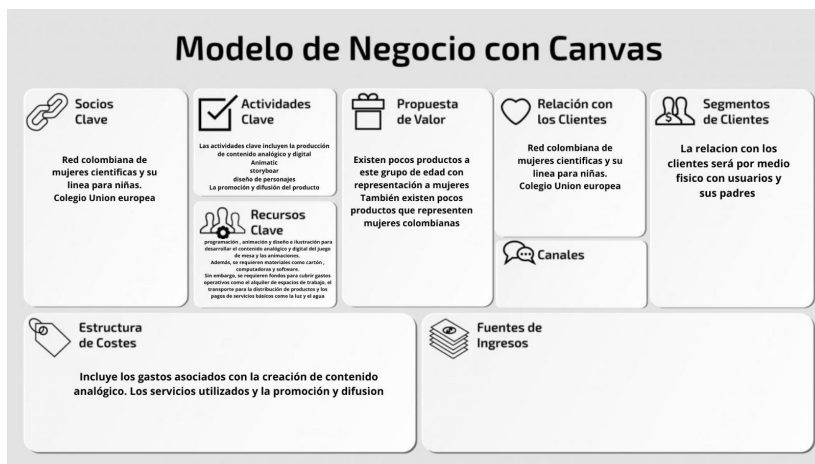 Modelo de Negocio con Canvas
Socios
Clave
Red colombiana de
mujeres cientificas y su
linea para niñas.
Colegio Union europea
Actividades
Clave
Las actividades clave incluyen la producción
de contenido analógico y digital
Animatic
storyboar
diseño de personajes
La promoción y difusión del producto
Recursos
Clave
programación , animación y diseño e ilustración para
desarrollar el contenido analógico y digital del juego
de mesa y las animaciones.
Además, se requieren materiales como cartón ,
computadoras y software.
Sin embargo, se requieren fondos para cubrir gastos
operativos como el alquiler de espacios de trabajo, el
transporte para la distribución de productos y los
pagos de servicios básicos como la luz y el agua
Propuesta
de Valor
Existen pocos productos a
este grupo de edad con
representación a mujeres
También existen pocos
productos que representen
mujeres colombianas
Relación con
los Clientes
Red colombiana de
mujeres cientificas y su
linea para niñas.
Colegio Union europea
Canales
Segmentos
de Clientes
La relacion con los
clientes será por medio
fisico con usuarios y
sus padres
Estructura
de Costes
Incluye los gastos asociados con la creación de contenido
analógico. Los servicios utilizados y la promoción y difusion
Fuentes de
Ingresos